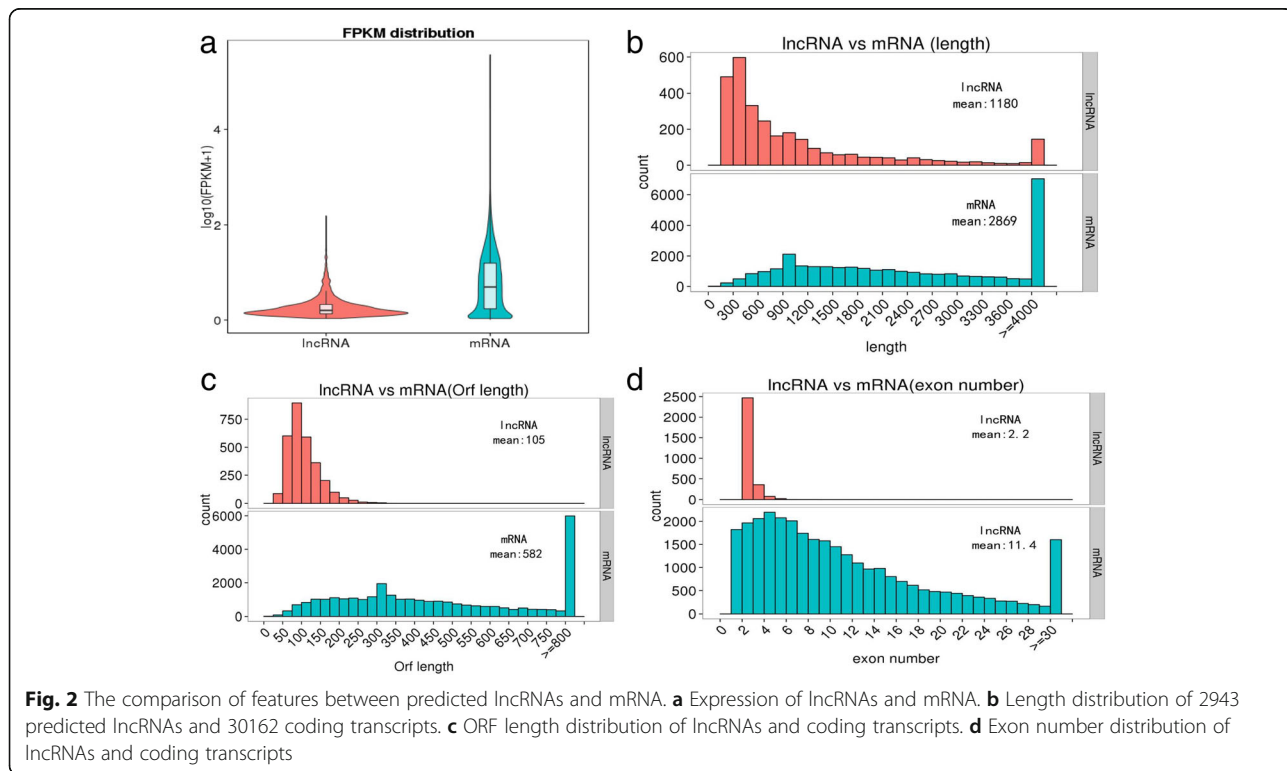 a
FPKM distribution
log10(FPKM+1)
4
2
0
lncRNA
mRNA
b
lncRNA vs mRNA (length)
count
600
400
200
0
lncRNA
mean:1180
lncRNA
6000
4000
2000
0
mRNA
mean:2869
mRNA
0
300
600
900
1200
1500
1800
2100
2400
2700
3000
3300
3600
>=4000
length
c
lncRNA vs mRNA(Orf length)
count
750
500
250
0
lncRNA
mean:105
lncRNA
6000
4000
2000
0
mRNA
mean:582
mRNA
0
50
100
150
200
250
300
350
400
450
500
550
600
650
700
750
>=800
Orf length
d
lncRNA vs mRNA(exon number)
count
2500
2000
1500
1000
500
0
lncRNA
mean:2.2
lncRNA
2000
1500
1000
500
0
lncRNA
mean:11.4
mRNA
0
2
4
6
8
10
12
14
16
18
20
22
24
26
28
>=30
exon number
Fig. 2 The comparison of features between predicted lncRNAs and mRNA. a Expression of lncRNAs and mRNA. b Length distribution of 2943
predicted lncRNAs and 30162 coding transcripts. c ORF length distribution of lncRNAs and coding transcripts. d Exon number distribution of
lncRNAs and coding transcripts